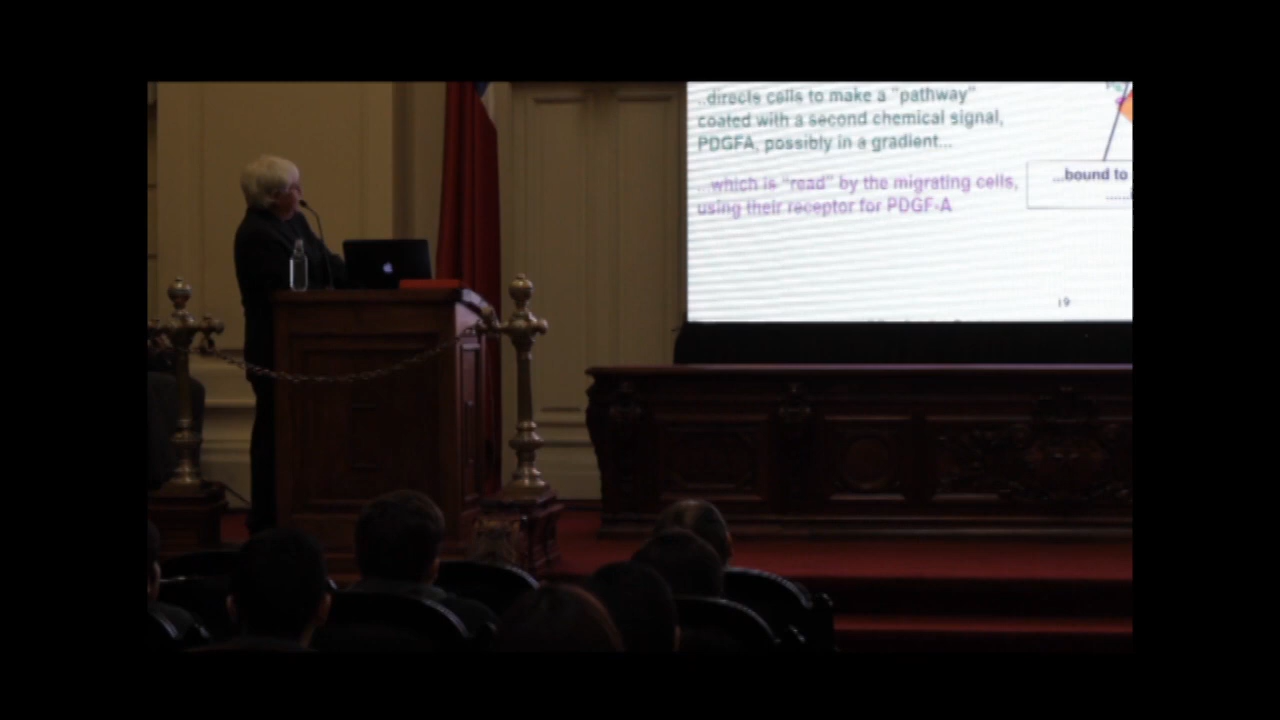 ..directs cells to make a "pathway"
coated with a second chemical signal,
PDGFA, possibly in a gradient...
...which is "read" by the migrating cells,
using their receptor for PDGF-A
...bound to
19